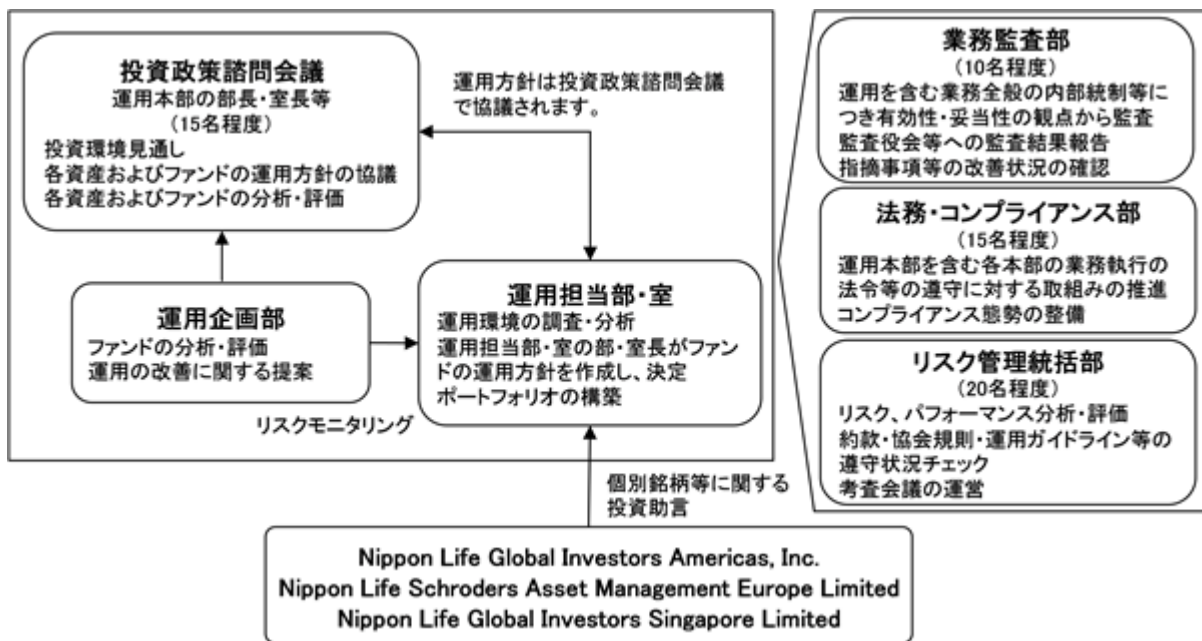 投資政策諮問会議
運用本部の部長・室長等
(15名程度)
投資環境見通し
各資産およびファンドの運用方針の協議
各資産およびファンドの分析・評価
運用方針は投資政策諮問会議
で協議されます。
運用企画部
ファンドの分析・評価
運用の改善に関する提案
運用担当部・室
運用環境の調査・分析
運用担当部・室の部・室長がファン
ドの運用方針を作成し、決定
ポートフォリオの構築
リスクモニタリング
個別銘柄等に関する
投資助言
Nippon Life Global Investors Americas, Inc.
Nippon Life Schroders Asset Management Europe Limited
Nippon Life Global Investors Singapore Limited
業務監査部
(10名程度)
運用を含む業務全般の内部統制等に
つき有効性・妥当性の観点から監査
監査役会等への監査結果報告
指摘事項等の改善状況の確認
法務・コンプライアンス部
(15名程度)
運用本部を含む各本部の業務執行の
法令等の遵守に対する取組みの推進
コンプライアンス態勢の整備
リスク管理統括部
(20名程度)
リスク、パフォーマンス分析・評価
約款・協会規則・運用ガイドライン等の
遵守状況チェック
考査会議の運営